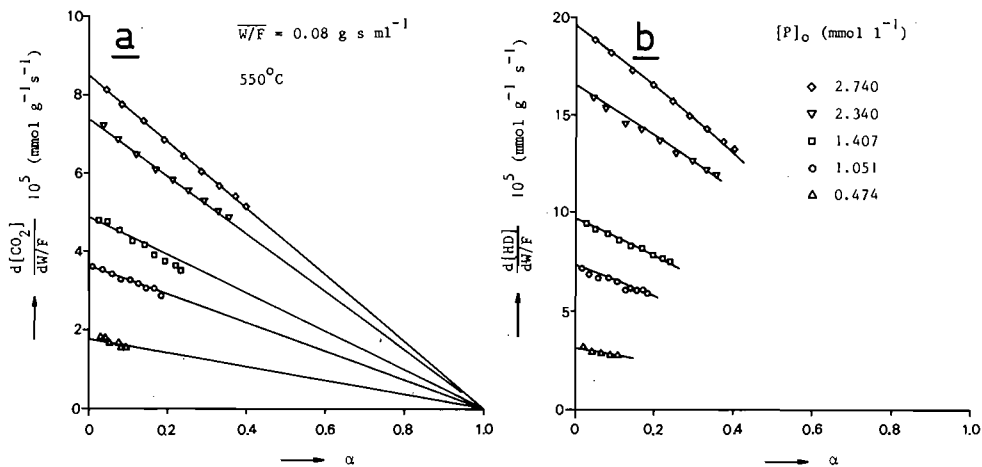 a
W/F = 0.08 g s ml⁻¹
550°C
d[CO₂]
dW/F
10⁵ (mmol g⁻¹s⁻¹)
10
8
6
4
2
0
0 0.2 0.4 0.6 0.8 1.0
α
b
[P]₀ (mmol l⁻¹)
2.740
2.340
1.407
1.051
0.474
d[HD]
dW/F
10⁵ (mmol g⁻¹ s⁻¹)
20
15
10
5
0
0 0.2 0.4 0.6 0.8 1.0
α